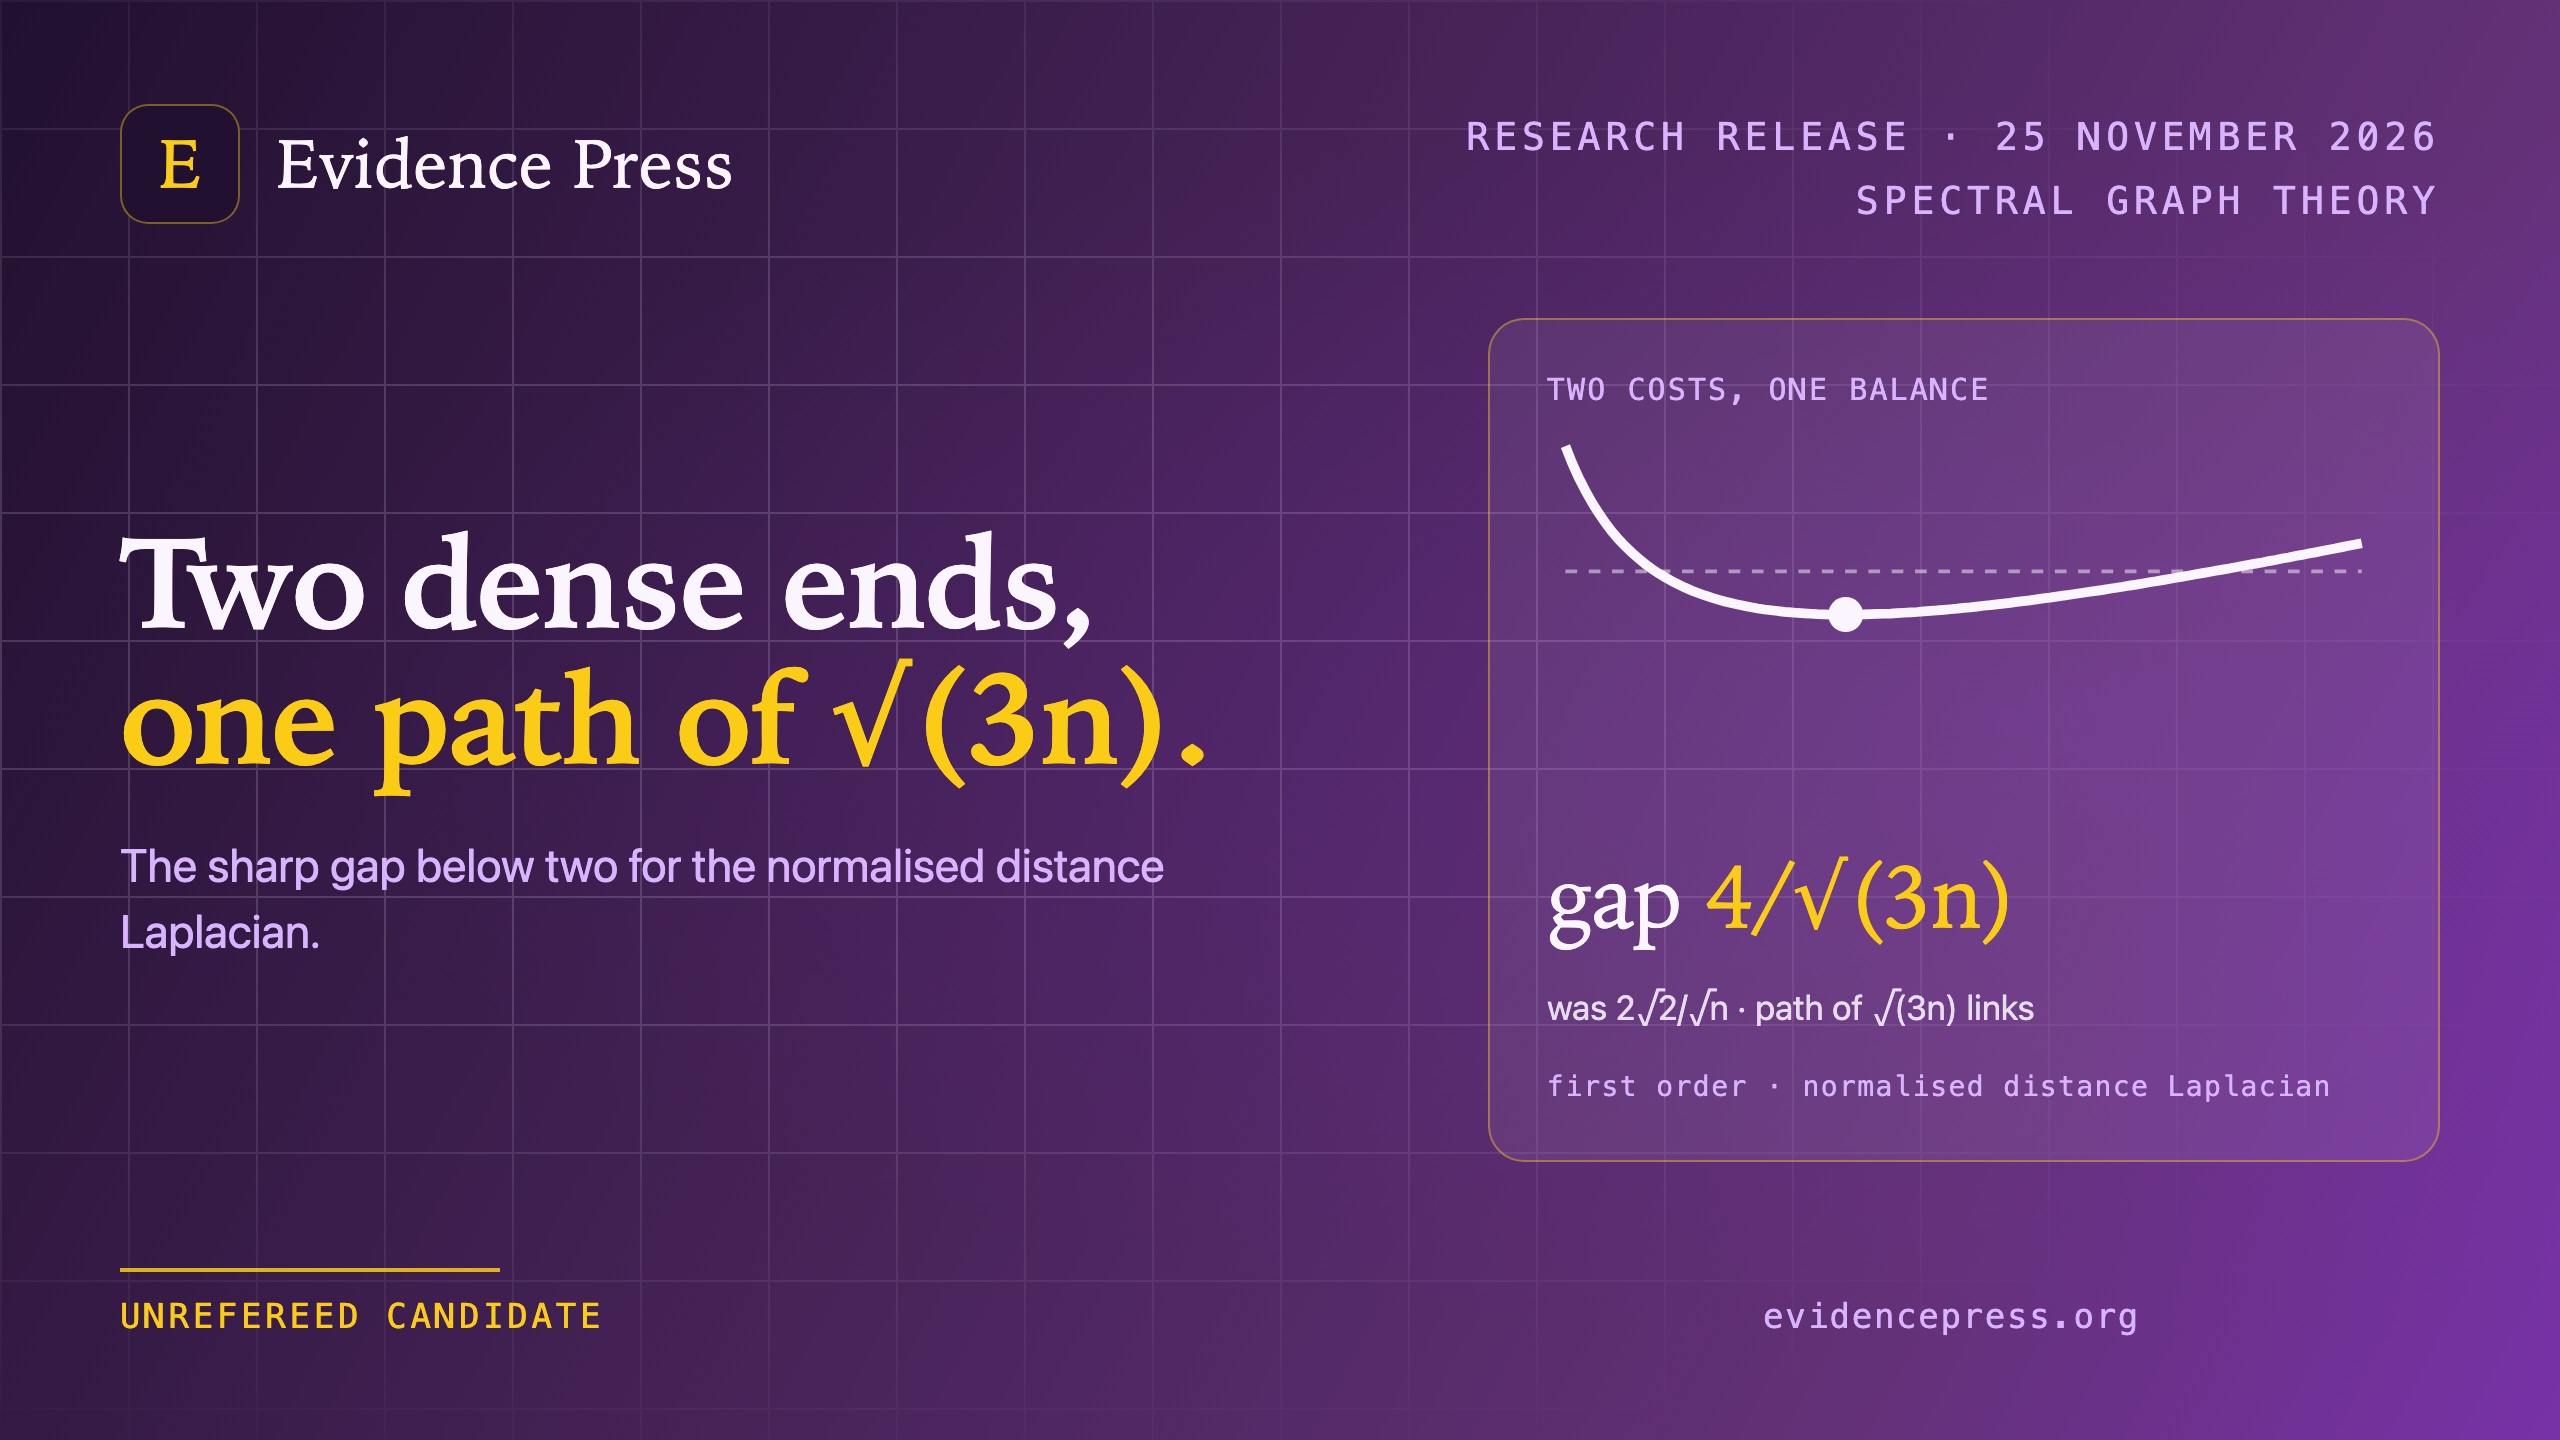 E
Evidence Press
RESEARCH RELEASE · 25 NOVEMBER 2026
SPECTRAL GRAPH THEORY
Two dense ends,
one path of √(3n).
The sharp gap below two for the normalised distance
Laplacian.
TWO COSTS, ONE BALANCE
gap 4/√(3n)
was 2√2/√n · path of √(3n) links
first order · normalised distance Laplacian
UNREFEREED CANDIDATE
evidencepress.org